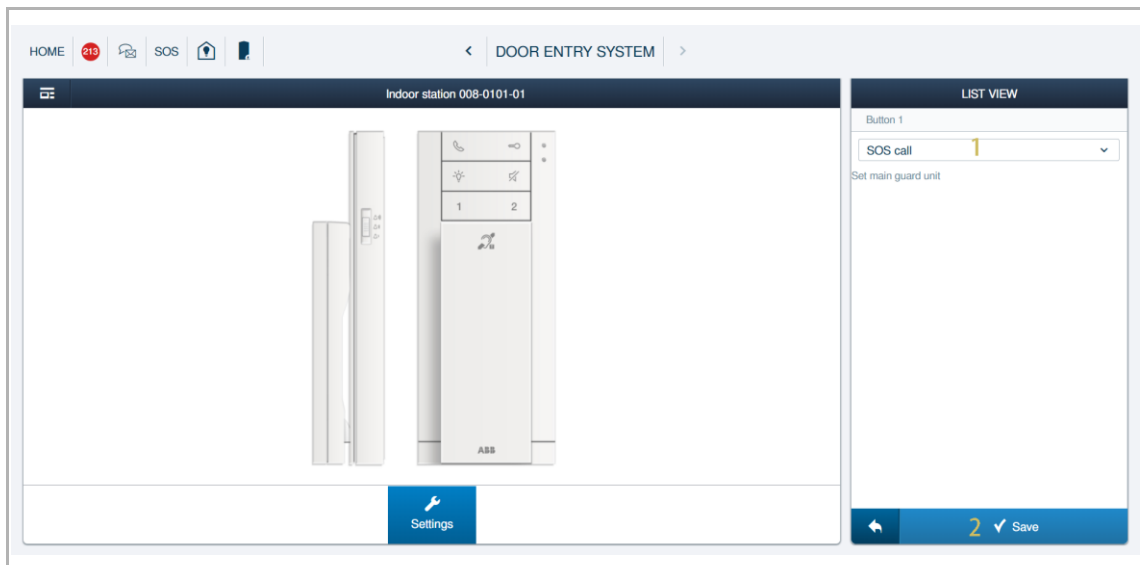 HOME 213 SOS < DOOR ENTRY SYSTEM >
Indoor station 008-0101-01
LIST VIEW
Button 1
SOS call 1
Set main guard unit
1 2
ABB
Settings
2 Save